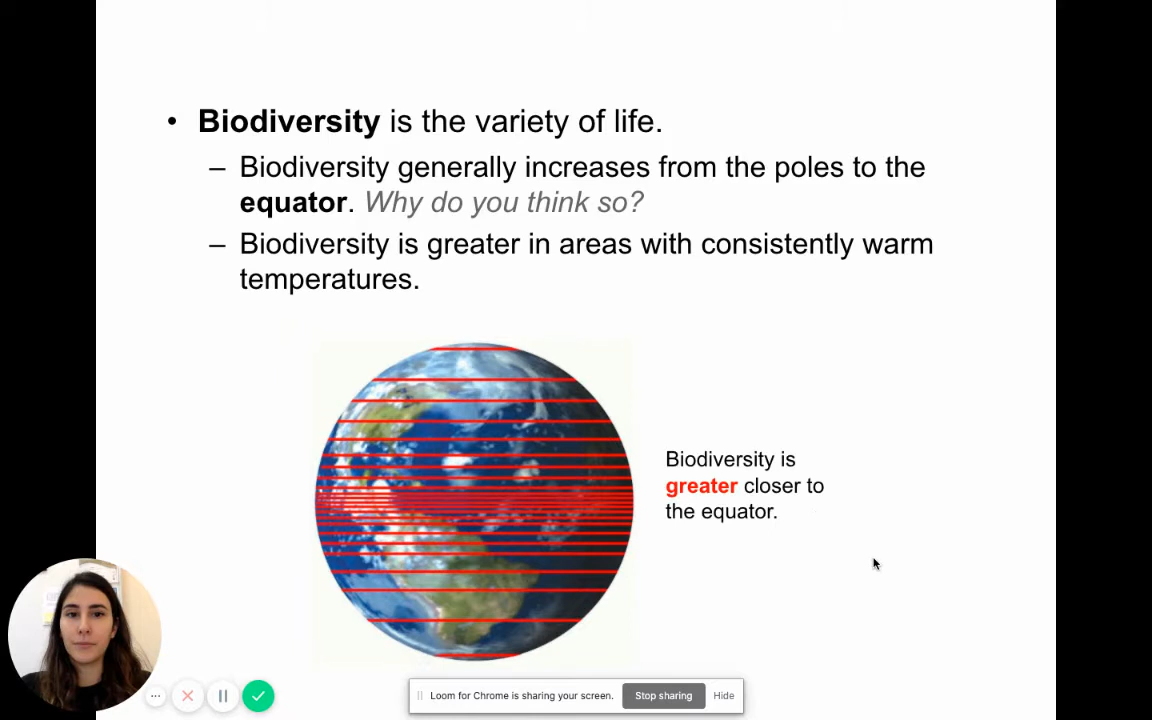 • Biodiversity is the variety of life.
– Biodiversity generally increases from the poles to the
equator. Why do you think so?
– Biodiversity is greater in areas with consistently warm
temperatures.
Biodiversity is
greater closer to
the equator.
Loom for Chrome is sharing your screen. Stop sharing Hide